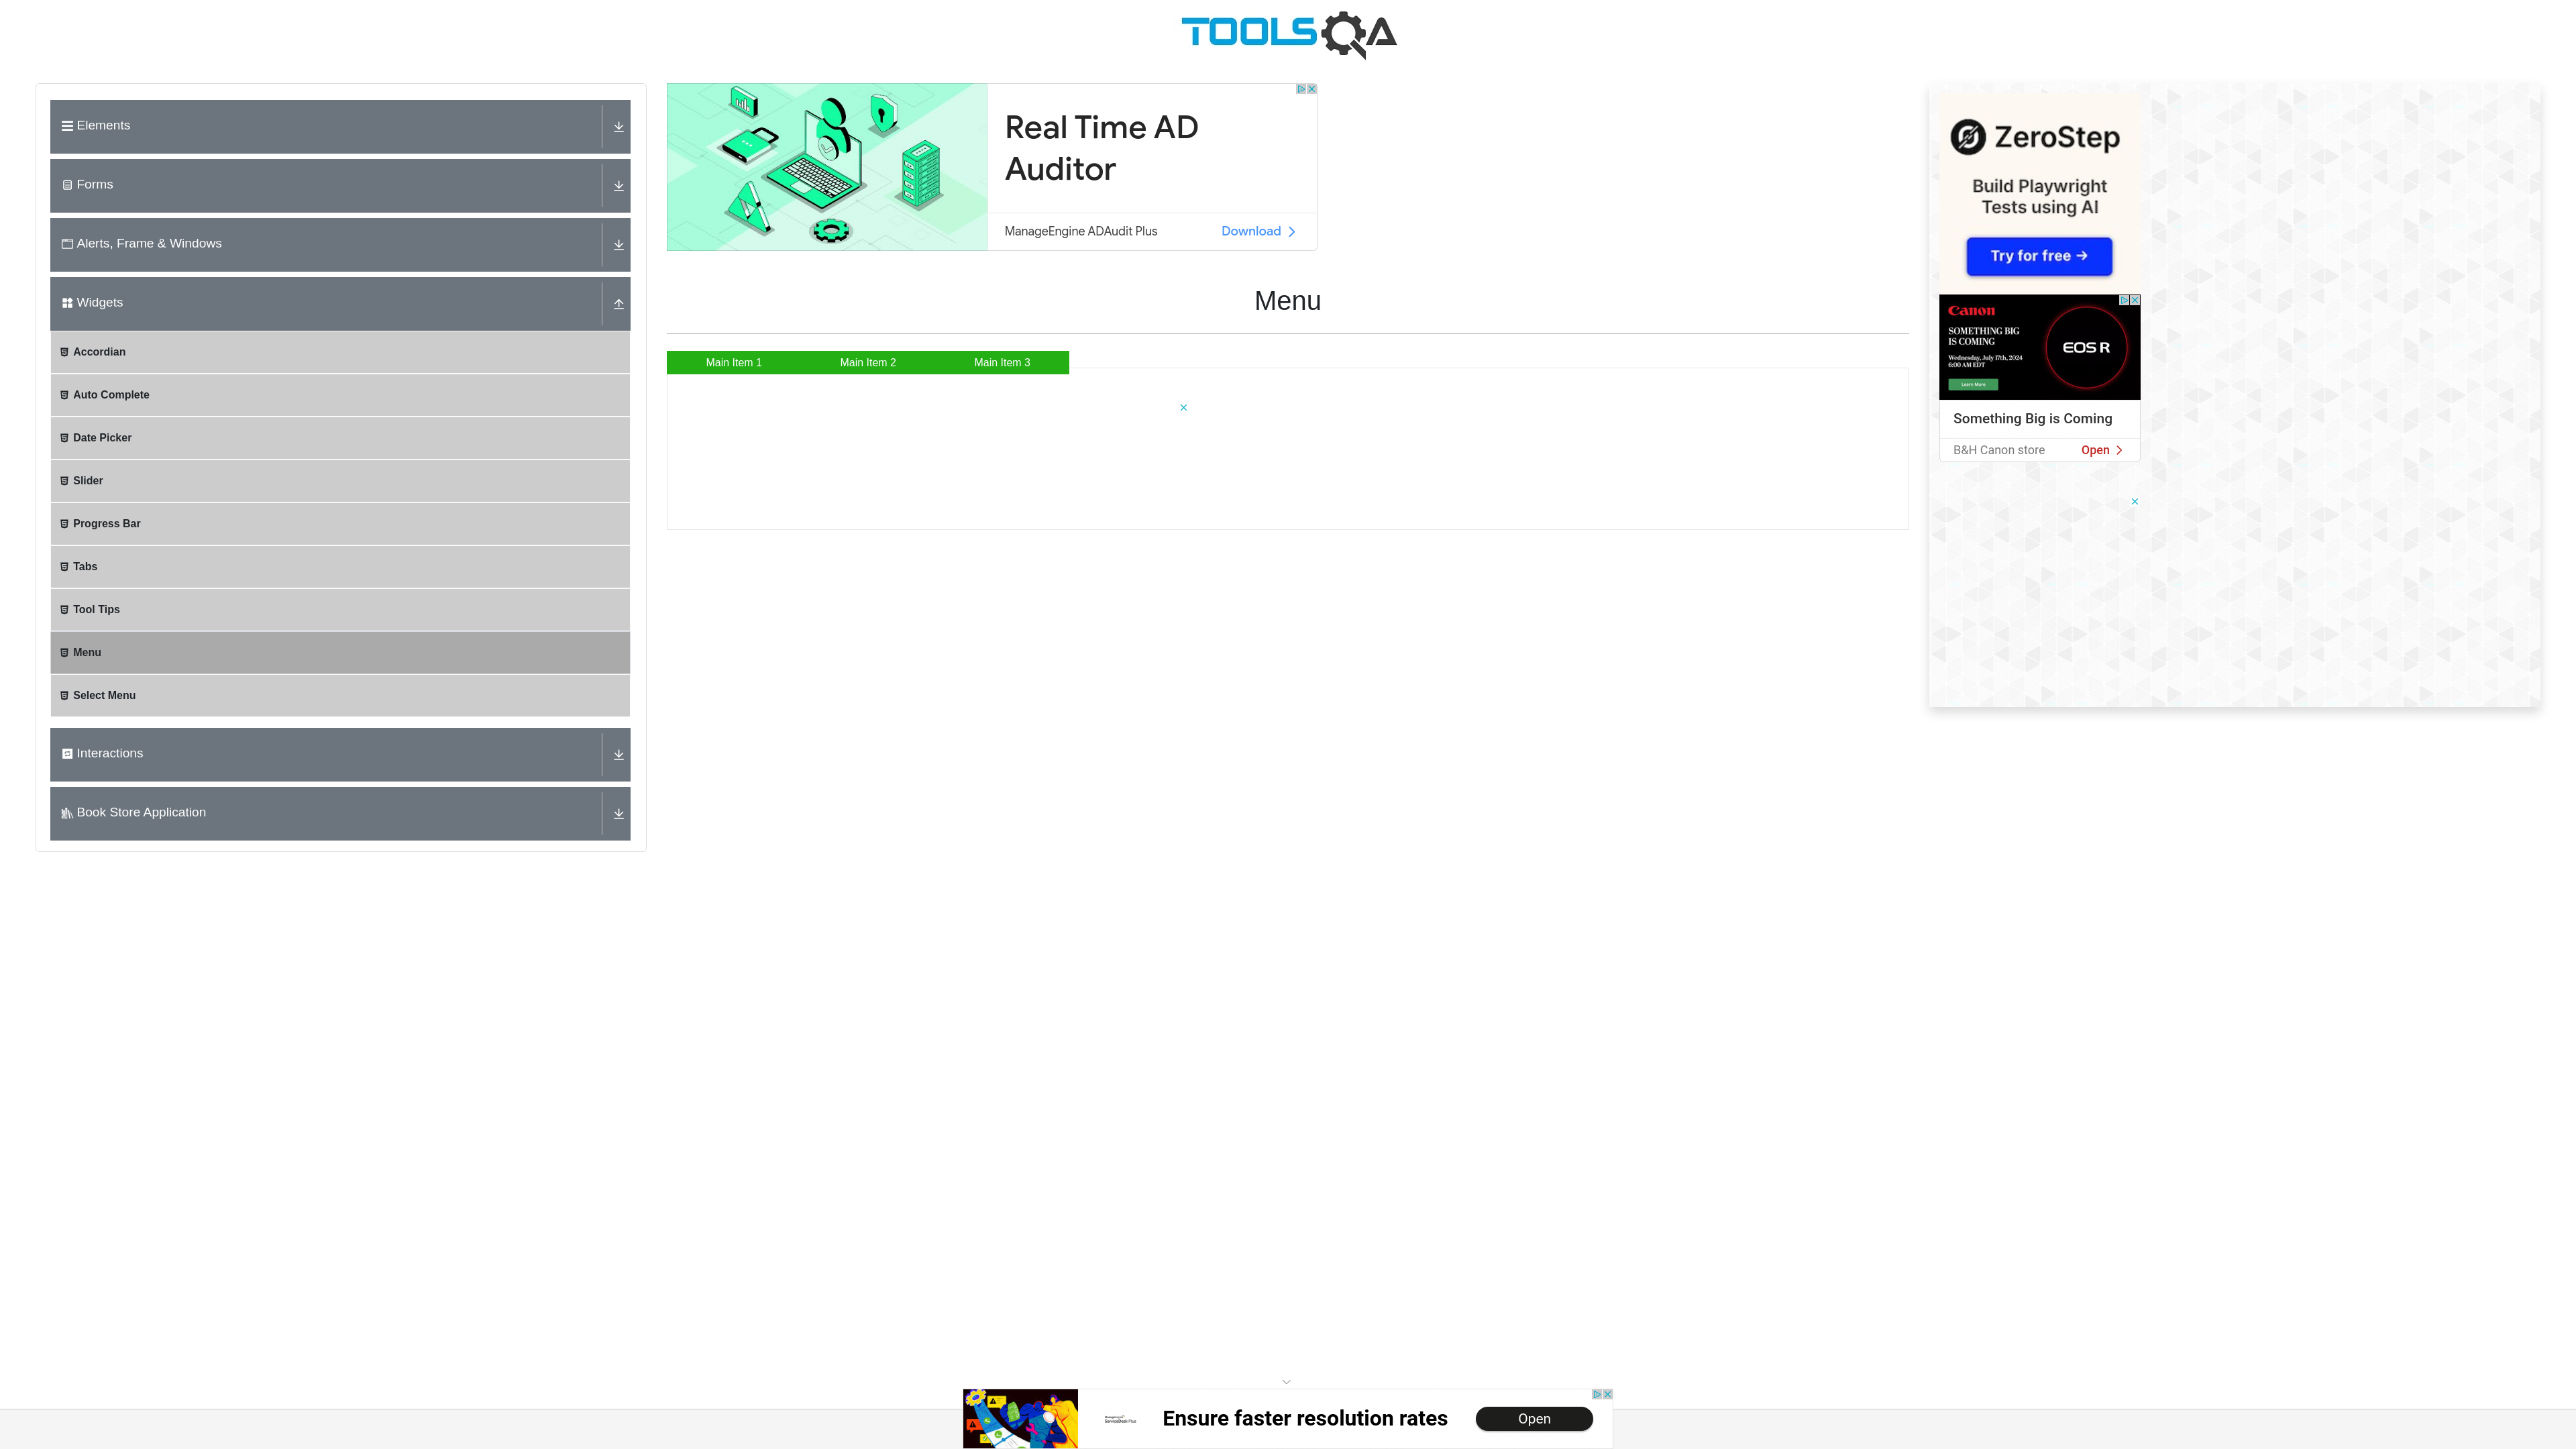 TOOLSQA
Elements
Forms
Alerts, Frame & Windows
Widgets
Accordian
Auto Complete
Date Picker
Slider
Progress Bar
Tabs
Tool Tips
Menu
Select Menu
Interactions
Book Store Application
Real Time AD
Auditor
ManageEngine ADAudit Plus
Download
Menu
Main Item 1
Main Item 2
Main Item 3
ZeroStep
Build Playwright
Tests using AI
Try for free →
Canon
SOMETHING BIG
IS COMING
Wednesday, July 17th, 2024
6:00 AM EDT
Learn More
EOS R
Something Big is Coming
B&H Canon store
Open
ServiceDesk Plus
Ensure faster resolution rates
Open